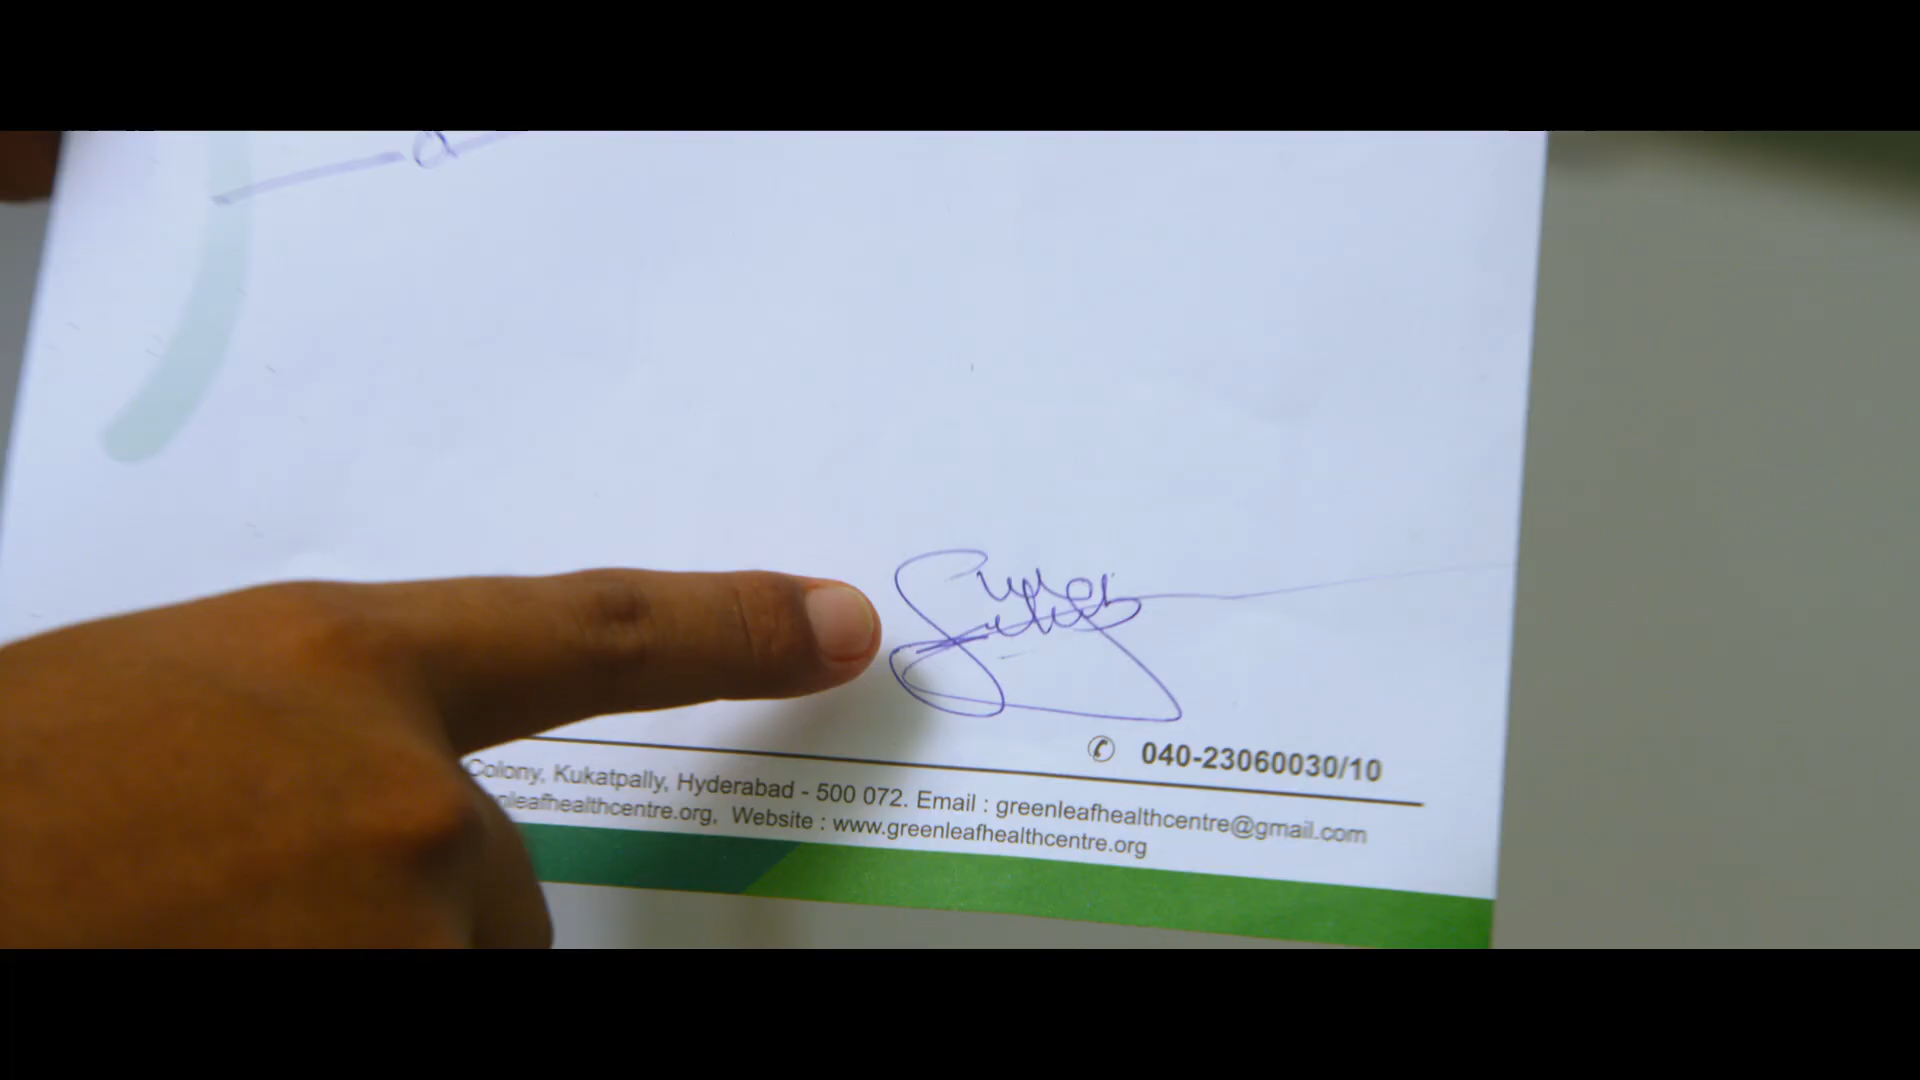 040-23060030/10
Colony, Kukatpally, Hyderabad - 500 072. Email : greenleafhealthcentre@gmail.com
nleafhealthcentre.org, Website : www.greenleafhealthcentre.org